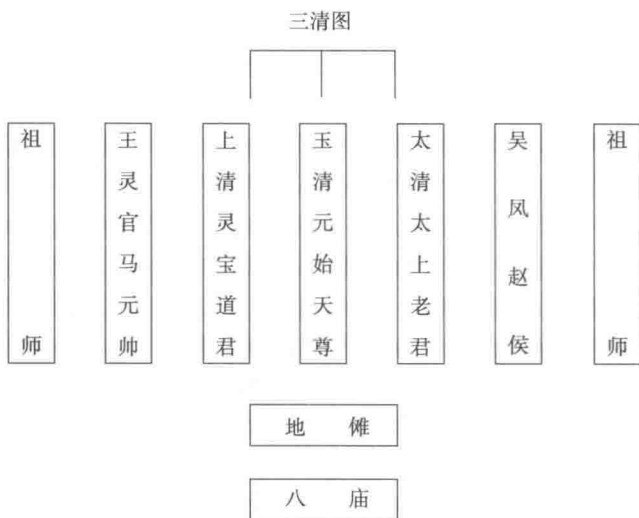 三清图
祖师
王灵官马元帅
上清灵宝道君
玉清元始天尊
太清太上老君
吴凤赵侯
祖师
地傩
八庙